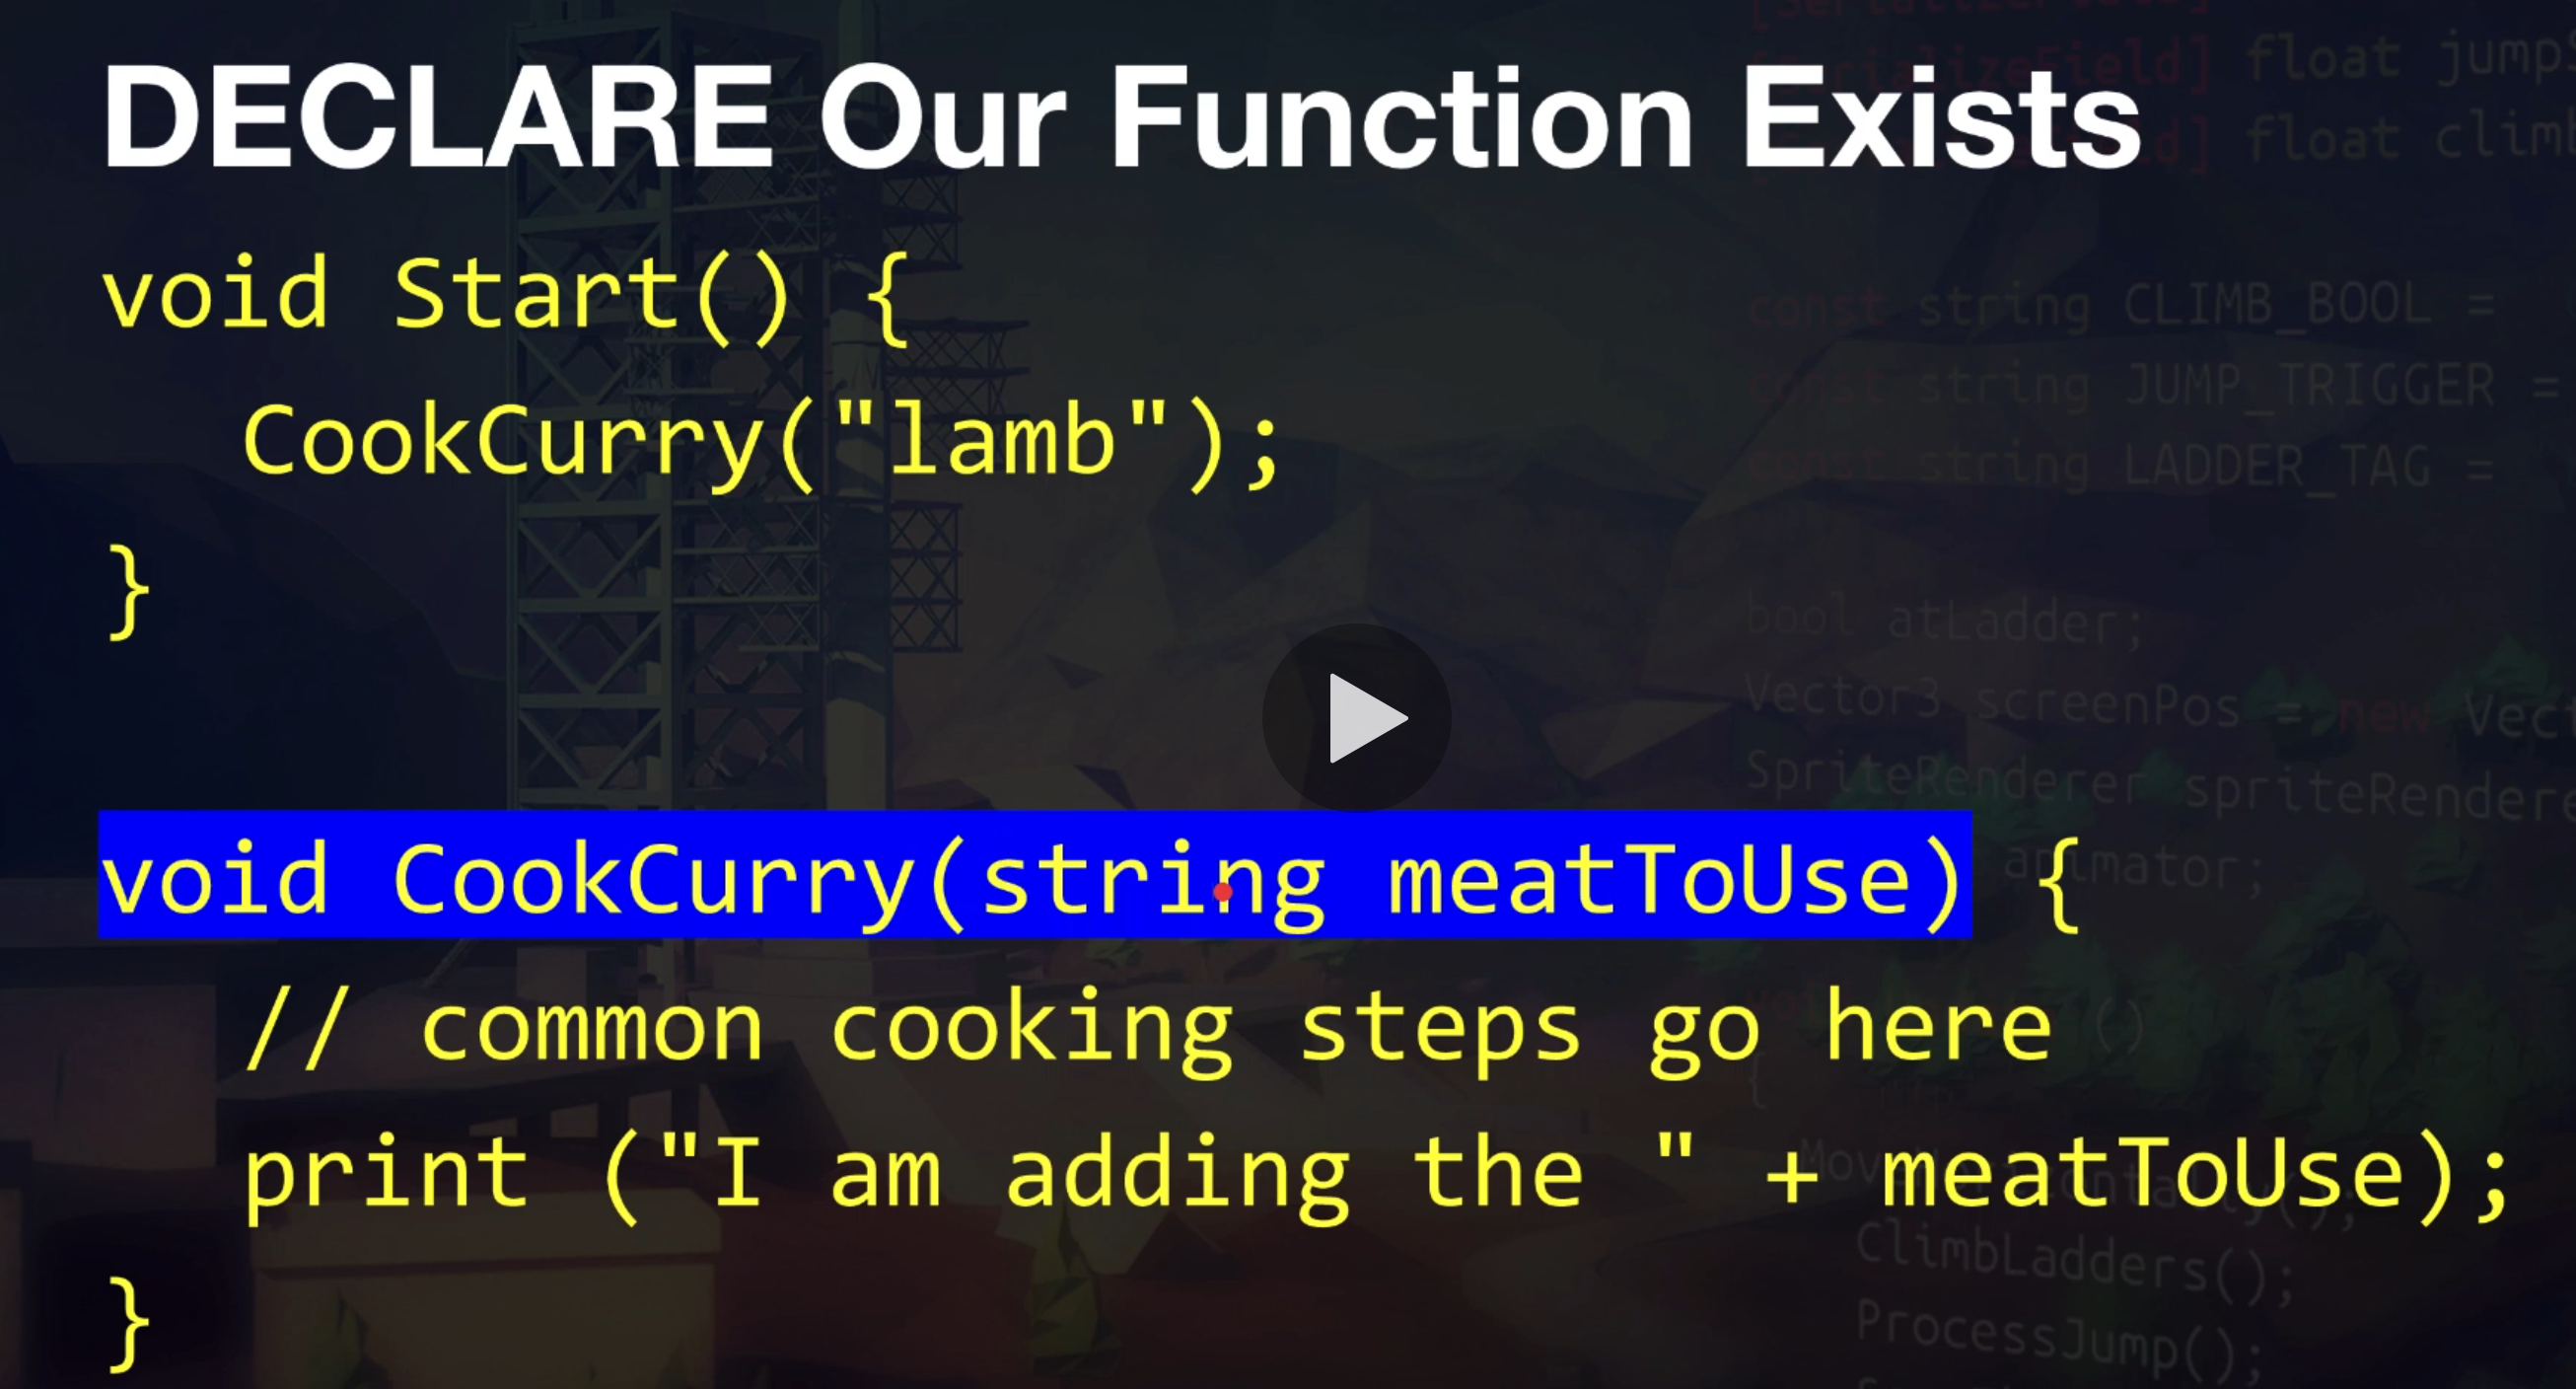 DECLARE Our Function Exists
void Start() {
CookCurry("lamb");
}
void CookCurry(string meatToUse) {
// common cooking steps go here
print ("I am adding the " + meatToUse);
}
[SerializeField] float jumpS
float climb
const string CLIMB_BOOL =
const string JUMP_TRIGGER =
const string LADDER_TAG =
bool atLadder;
Vector3 screenPos = new Vect
SpriteRenderer spriteRendere
animator;
()
{
ClimbLadders();
ProcessJump();